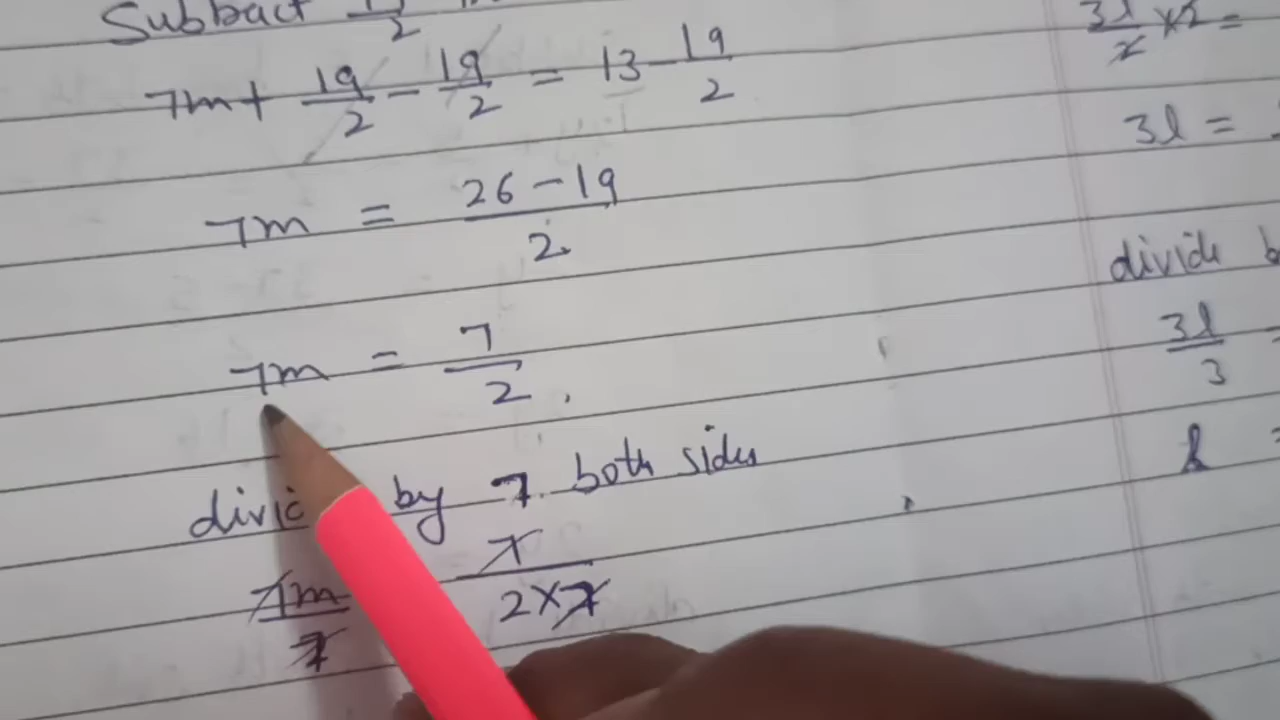 Subtract 19/2
7m + 19/2 - 19/2 = 13 - 19/2
7m = 26 - 19 / 2
7m = 7/2.
divide by 7 both sides
7m/7 = 7/2×7
3l/2 × 2 =
3l =
divide
3l/3 =
l =